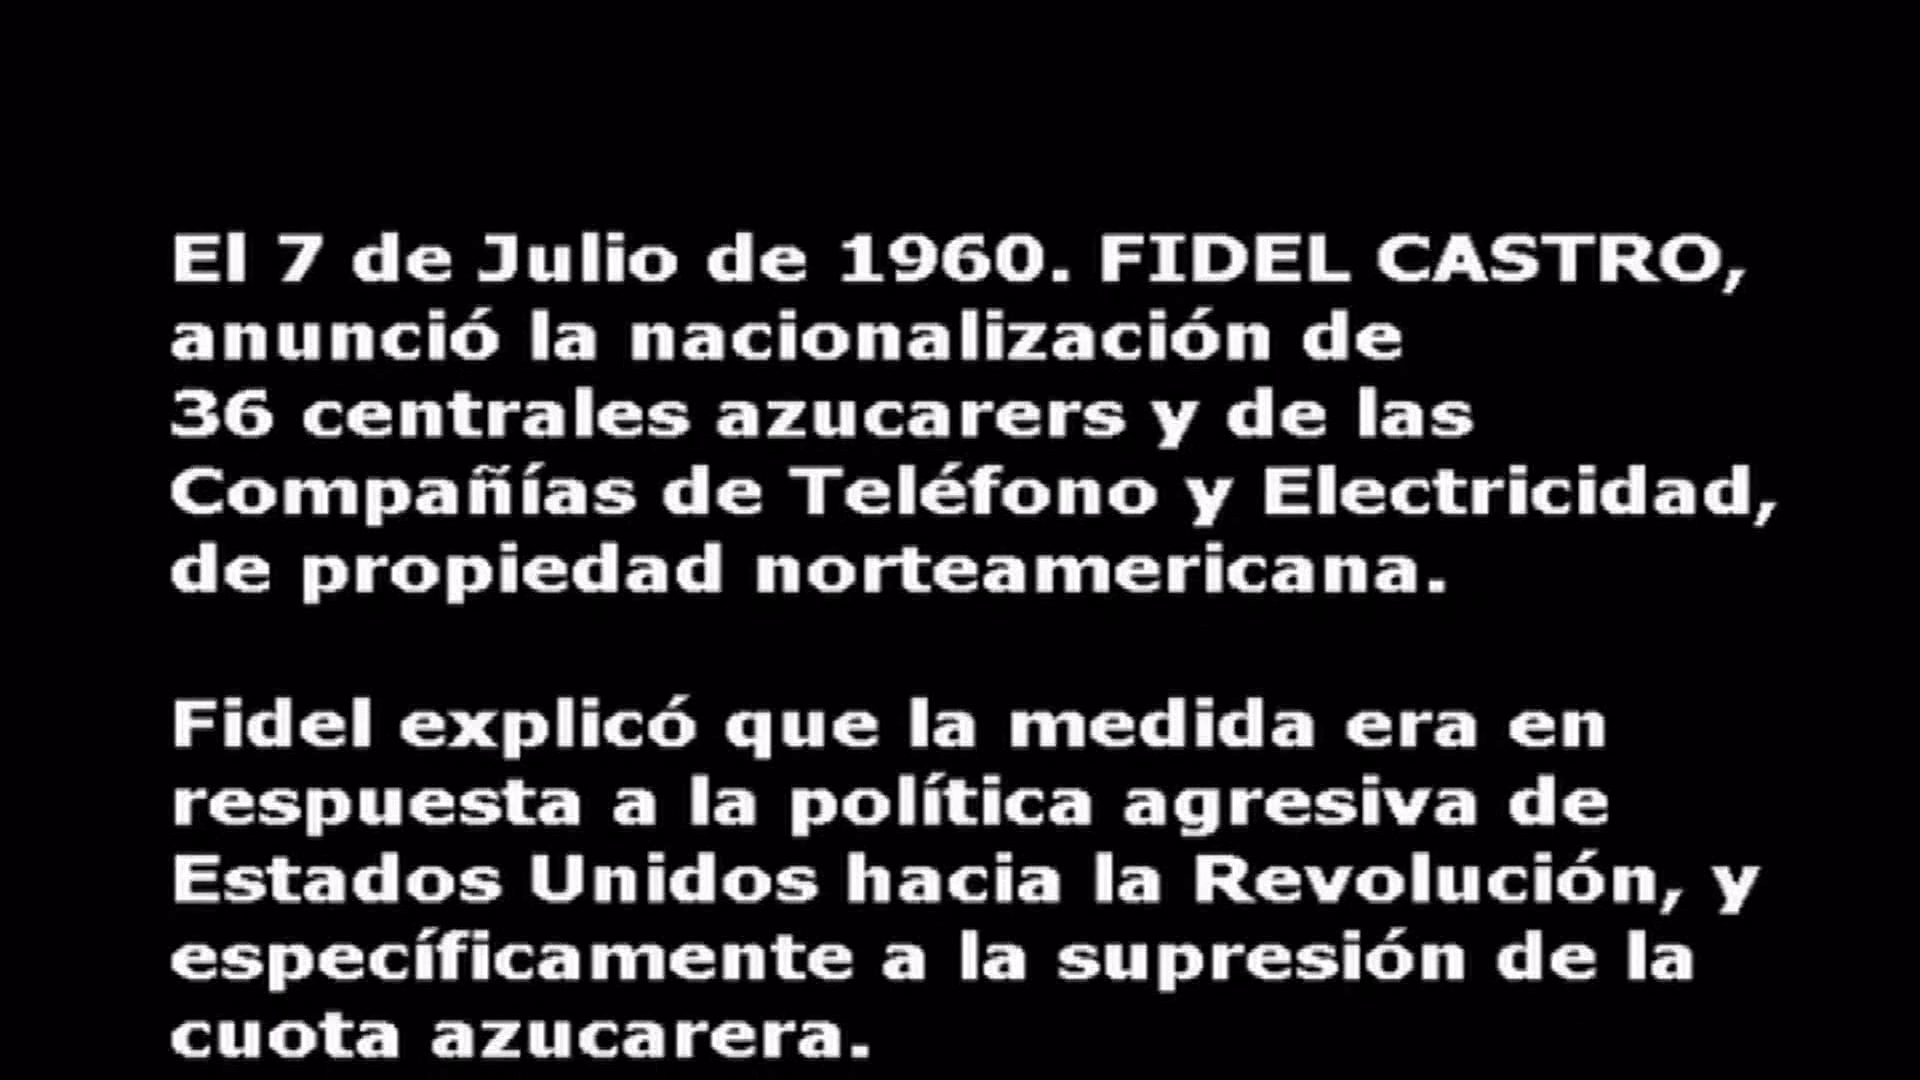 El 7 de Julio de 1960. FIDEL CASTRO,
anunció la nacionalización de
36 centrales azucarers y de las
Compañías de Teléfono y Electricidad,
de propiedad norteamericana.
Fidel explicó que la medida era en
respuesta a la política agresiva de
Estados Unidos hacia la Revolución, y
específicamente a la supresión de la
cuota azucarera.